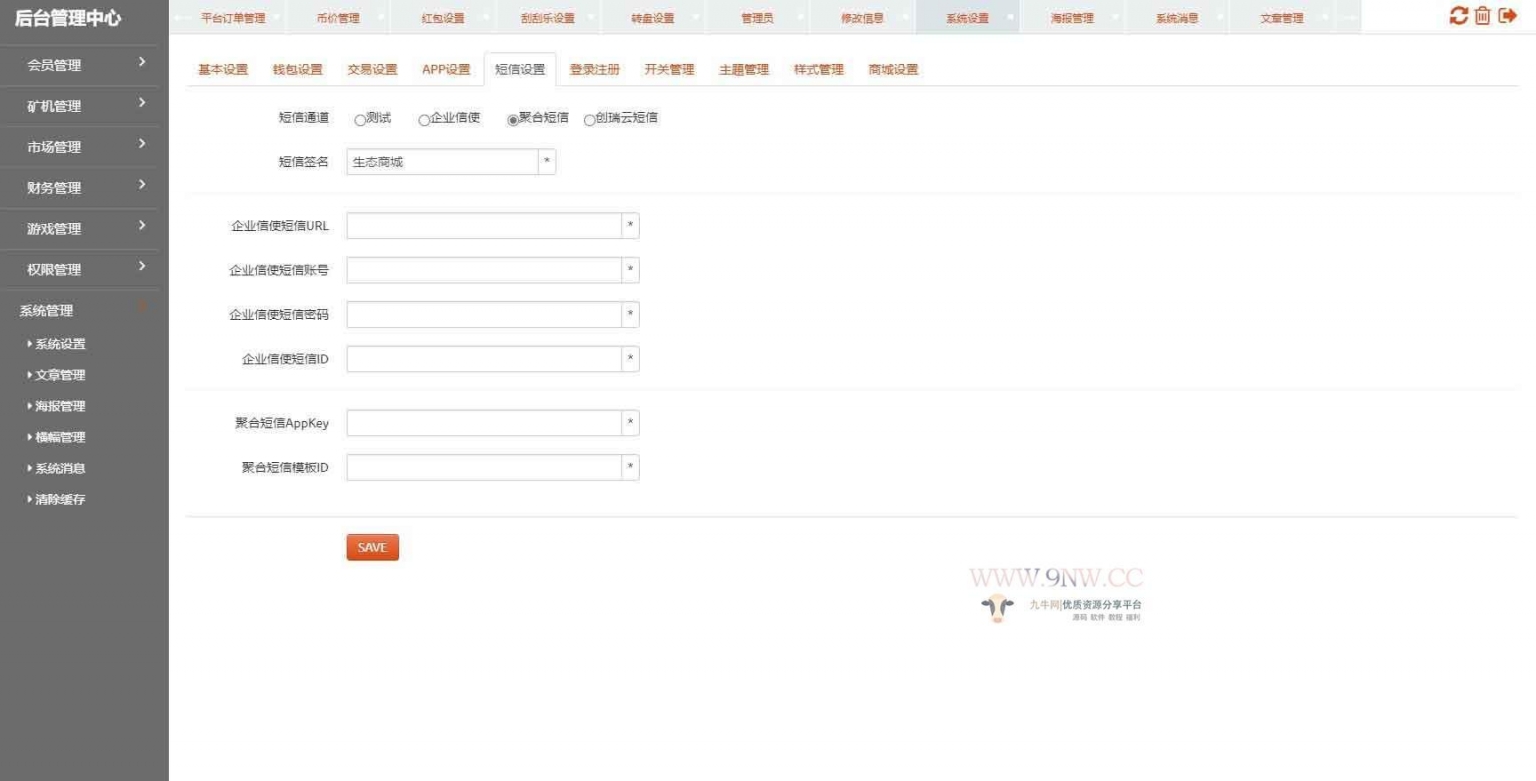 后台管理中心
平台订单管理 币价管理 红包设置 刮刮乐设置 转盘设置 管理员 修改信息 系统设置 海报管理 系统消息 文章管理
会员管理
矿机管理
市场管理
财务管理
游戏管理
权限管理
系统管理
系统设置
文章管理
海报管理
横幅管理
系统消息
清除缓存
基本设置 钱包设置 交易设置 APP设置 短信设置 登录注册 开关管理 主题管理 样式管理 商城设置
短信通道 测试 企业信使 聚合短信 创瑞云短信
短信签名 生态商城 *
企业信使短信URL *
企业信使短信账号 *
企业信使短信密码 *
企业信使短信ID *
聚合短信AppKey *
聚合短信模板ID *
SAVE
WWW.9NW.CC
九牛网|优质资源分享平台
源码 软件 教程 福利